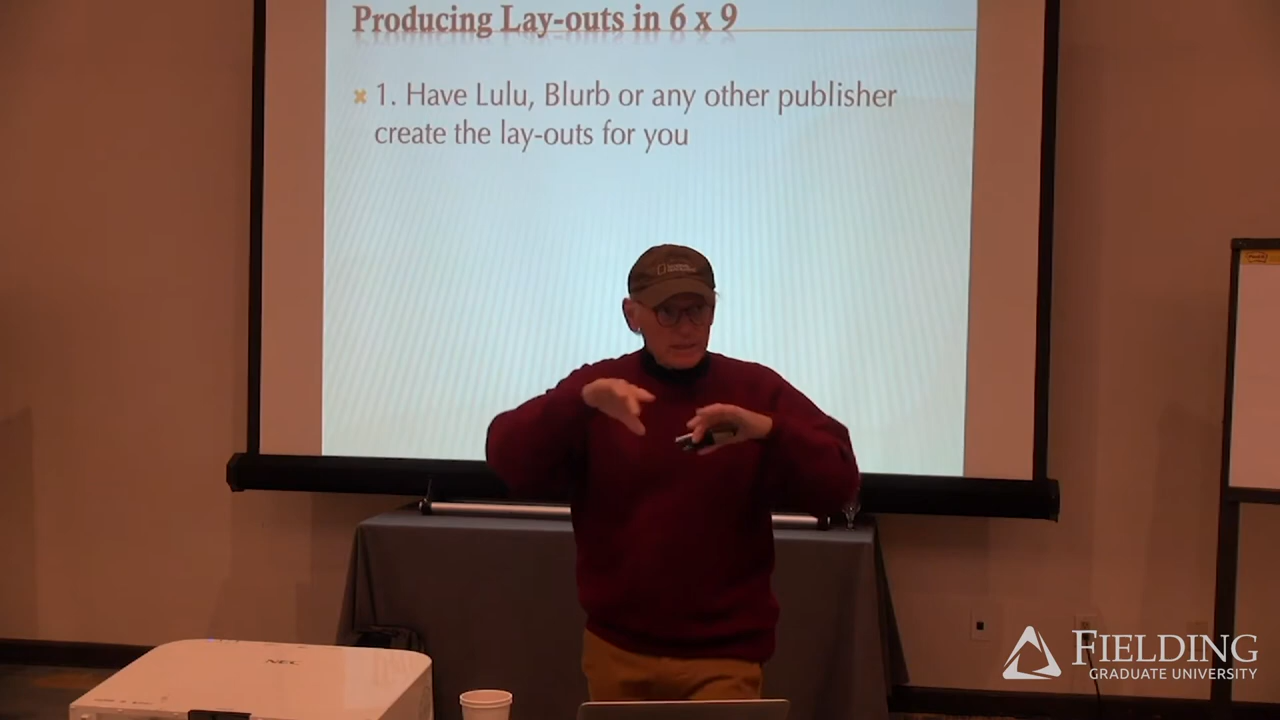 Producing Lay-outs in 6 x 9
1. Have Lulu, Blurb or any other publisher
create the lay-outs for you
NEC
FIELDING
GRADUATE UNIVERSITY